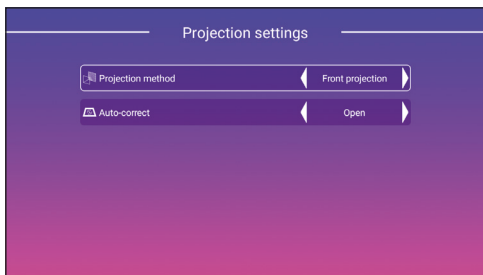 Projection settings
Projection method Front projection
Auto-correct Open